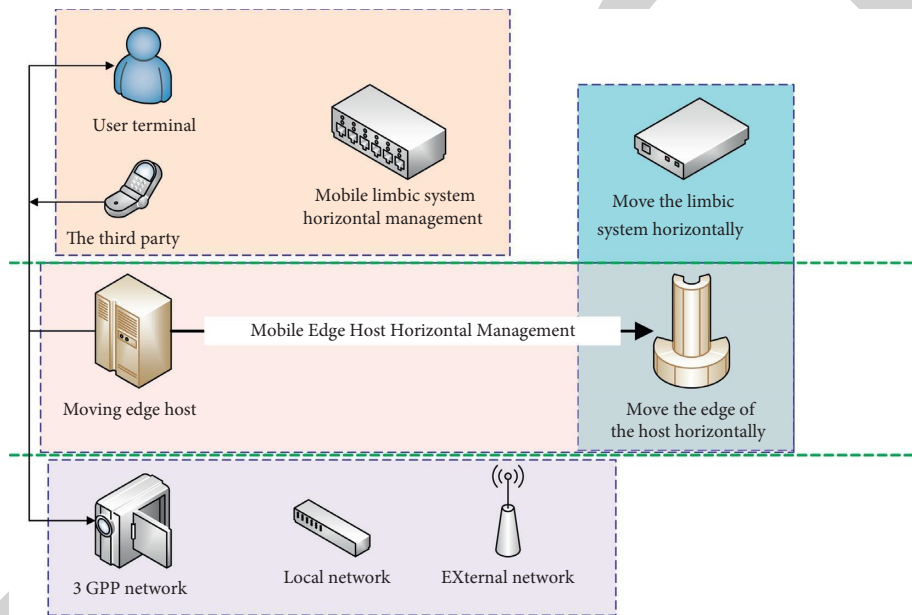 User terminal
Mobile limbic system
horizontal management
The third party
Move the limbic
system horizontally
Mobile Edge Host Horizontal Management
Moving edge host
Move the edge of
the host horizontally
3 GPP network
Local network
EXternal network